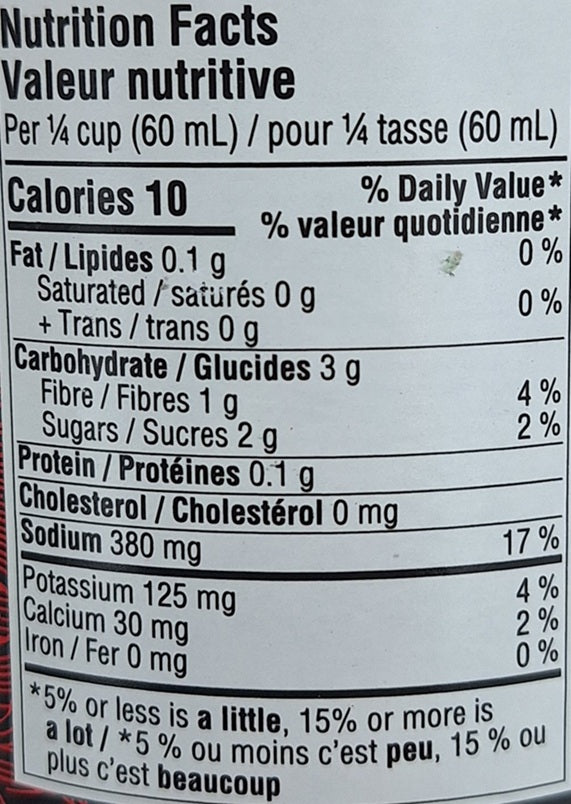 Nutrition Facts
Valeur nutritive
Per ¼ cup (60 mL) / pour ¼ tasse (60 mL)
Calories 10
% Daily Value*
% valeur quotidienne*
Fat / Lipides 0.1 g 0 %
Saturated / saturés 0 g
+ Trans / trans 0 g 0 %
Carbohydrate / Glucides 3 g
Fibre / Fibres 1 g 4 %
Sugars / Sucres 2 g 2 %
Protein / Protéines 0.1 g
Cholesterol / Cholestérol 0 mg
Sodium 380 mg 17 %
Potassium 125 mg 4 %
Calcium 30 mg 2 %
Iron / Fer 0 mg 0 %
*5% or less is a little, 15% or more is
a lot / *5 % ou moins c'est peu, 15 % ou
plus c'est beaucoup